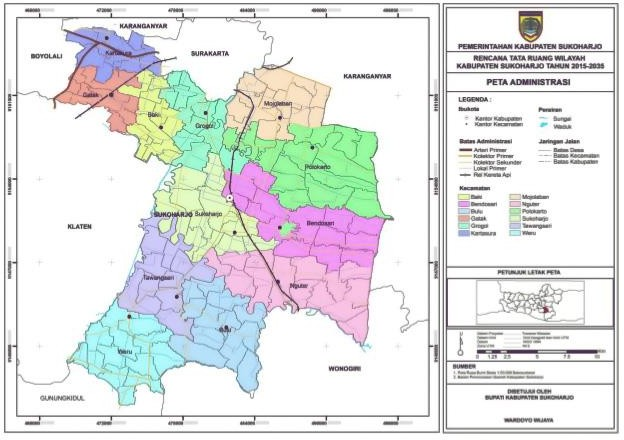 KARANGANYAR
BOYOLALI
SURAKARTA
KARANGANYAR
KLATEN
WONOGIRI
GUNUNGKIDUL
SUKOHARJO
Kartasura
Gatak
Baki
Grogol
Mojolaban
Polokarto
Sukoharjo
Bendosari
Tawangsari
Nguter
Bulu
Weru
PEMERINTAHAN KABUPATEN SUKOHARJO
RENCANA TATA RUANG WILAYAH
KABUPATEN SUKOHARJO TAHUN 2015-2035
PETA ADMINISTRASI
LEGENDA :
Ibukota
Kantor Kabupaten
Kantor Kecamatan
Perairan
Sungai
Waduk
Batas Administrasi
Arteri Primer
Kolektor Primer
Kolektor Sekunder
Lokal Primer
Rel Kereta Api
Jaringan Jalan
Batas Desa
Batas Kecamatan
Batas Kabupaten
Kecamatan
Baki
Bendosari
Bulu
Gatak
Grogol
Kartasura
Mojolaban
Nguter
Polokarto
Sukoharjo
Tawangsari
Weru
PETUNJUK LETAK PETA
SUMBER
DISETUJUI OLEH
BUPATI KABUPATEN SUKOHARJO
WARDOYO WIJAYA